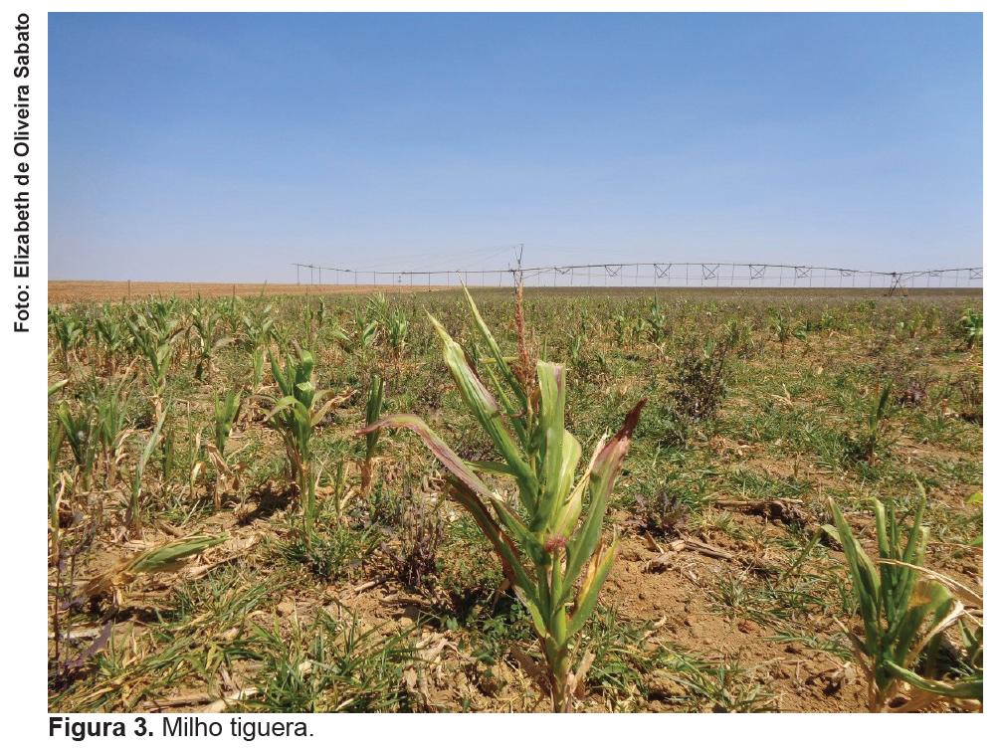 Foto: Elizabeth de Oliveira Sabato
Figura 3. Milho tiguera.